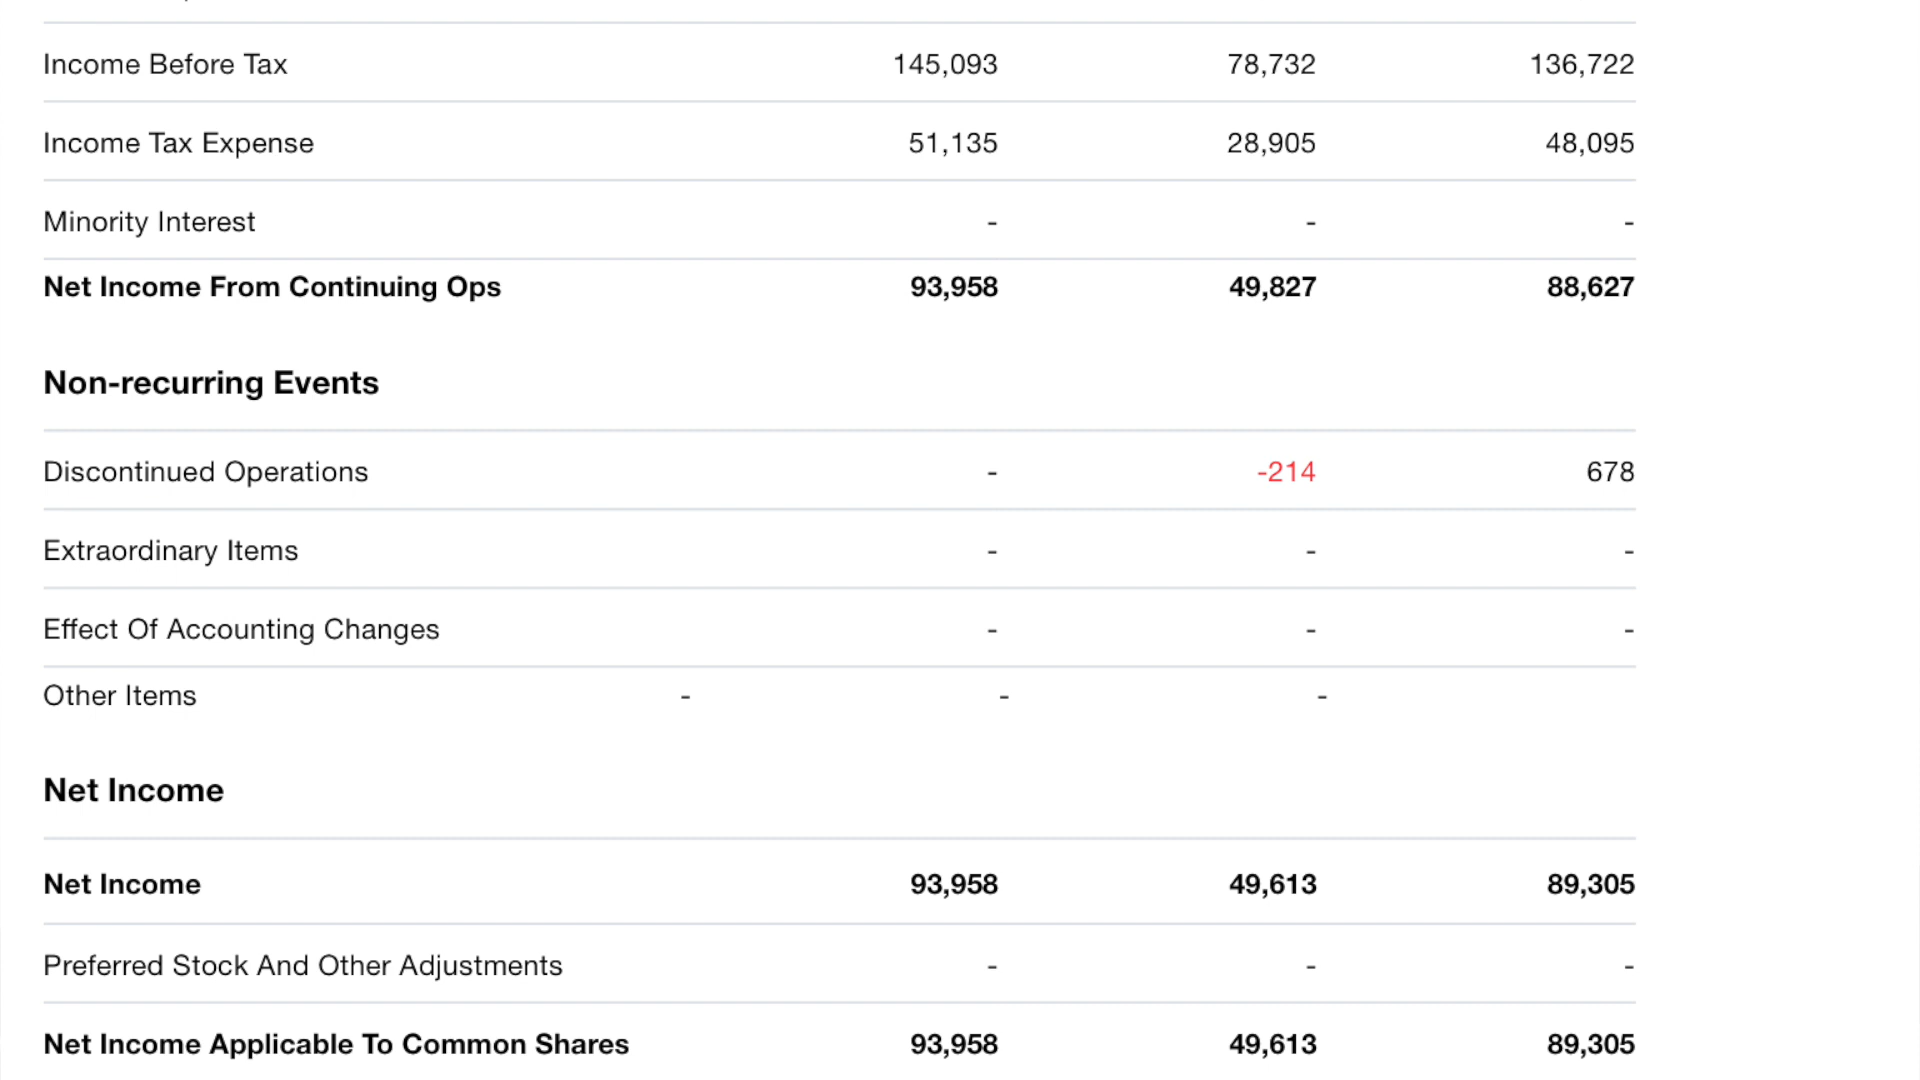 Income Before Tax 145,093 78,732 136,722
Income Tax Expense 51,135 28,905 48,095
Minority Interest - - -
Net Income From Continuing Ops 93,958 49,827 88,627
Non-recurring Events
Discontinued Operations - -214 678
Extraordinary Items - - -
Effect Of Accounting Changes - - -
Other Items - - -
Net Income
Net Income 93,958 49,613 89,305
Preferred Stock And Other Adjustments - - -
Net Income Applicable To Common Shares 93,958 49,613 89,305